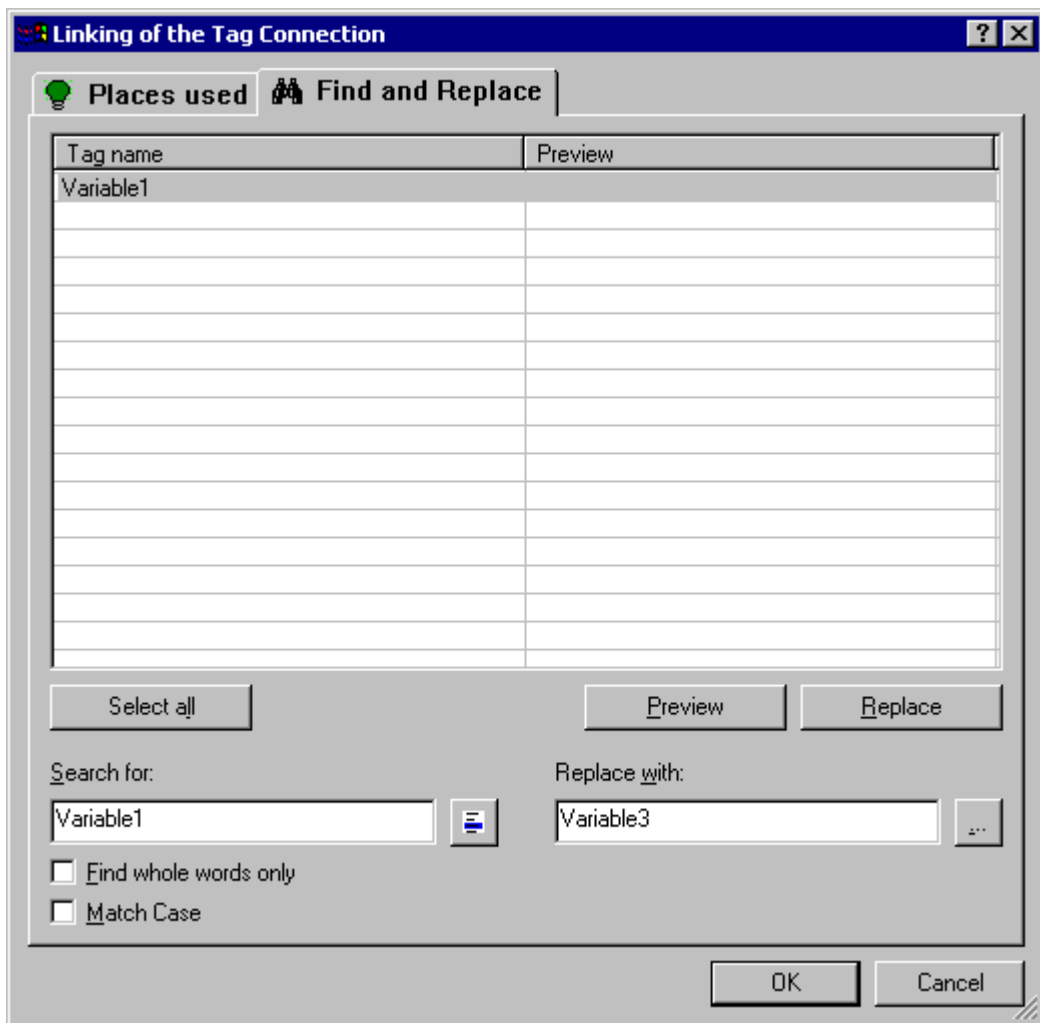 Linking of the Tag Connection
Places used Find and Replace
Tag name Preview
Variable1
Select all Preview Replace
Search for: Replace with:
Variable1 Variable3 ...
Find whole words only
Match Case
OK Cancel